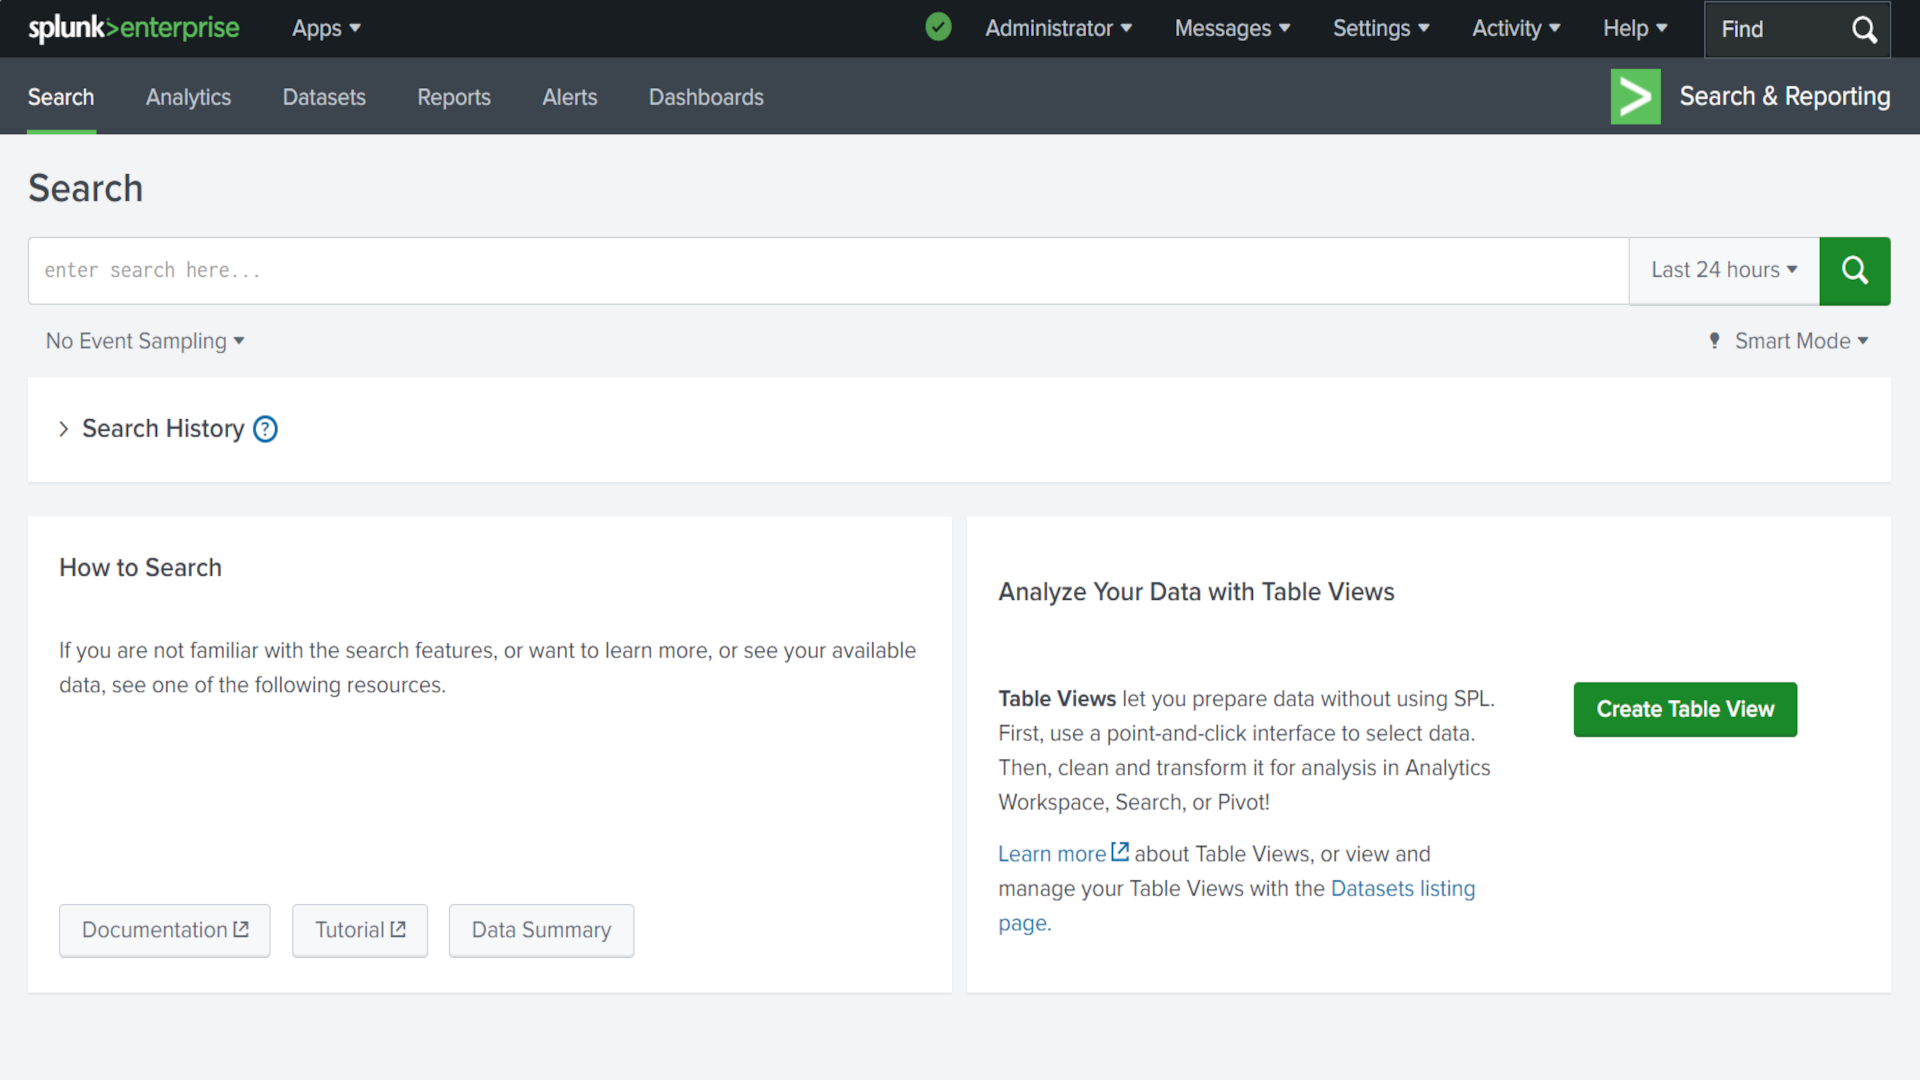 splunk>enterprise Apps Administrator Messages Settings Activity Help Find
Search Analytics Datasets Reports Alerts Dashboards > Search & Reporting
Search
enter search here... Last 24 hours
No Event Sampling Smart Mode
> Search History ?
How to Search
If you are not familiar with the search features, or want to learn more, or see your available
data, see one of the following resources.
Documentation Tutorial Data Summary
Analyze Your Data with Table Views
Table Views let you prepare data without using SPL.
First, use a point-and-click interface to select data.
Then, clean and transform it for analysis in Analytics
Workspace, Search, or Pivot!
Learn more about Table Views, or view and
manage your Table Views with the Datasets listing
page.
Create Table View